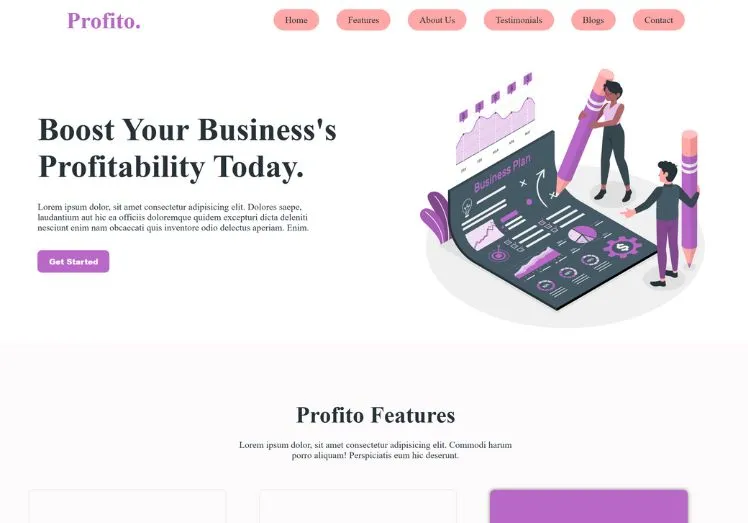 Profito.
Home
Features
About Us
Testimonials
Blogs
Contact
Boost Your Business's
Profitability Today.
Lorem ipsum dolor, sit amet consectetur adipisicing elit. Dolores saepe,
laudantium aut hic ea officiis doloremque quidem excepturi dicta deleniti
nesciunt enim nam obcaecati quis inventore odio delectus aperiam. Enim.
Get Started
Business Plan
Profito Features
Lorem ipsum dolor, sit amet consectetur adipisicing elit. Commodi harum
porro aliquam! Perspiciatis eum hic deserunt.